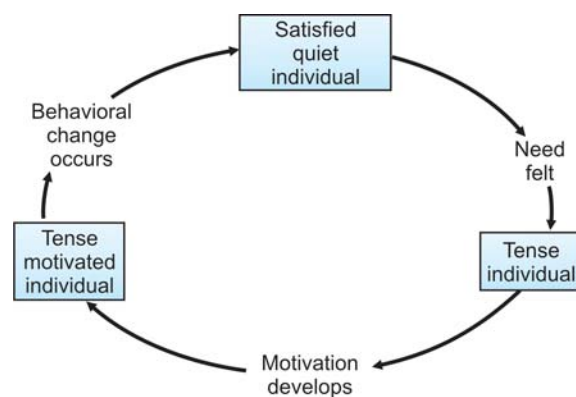 Satisfied
quiet
individual
Need
felt
Tense
individual
Motivation
develops
Tense
motivated
individual
Behavioral
change
occurs